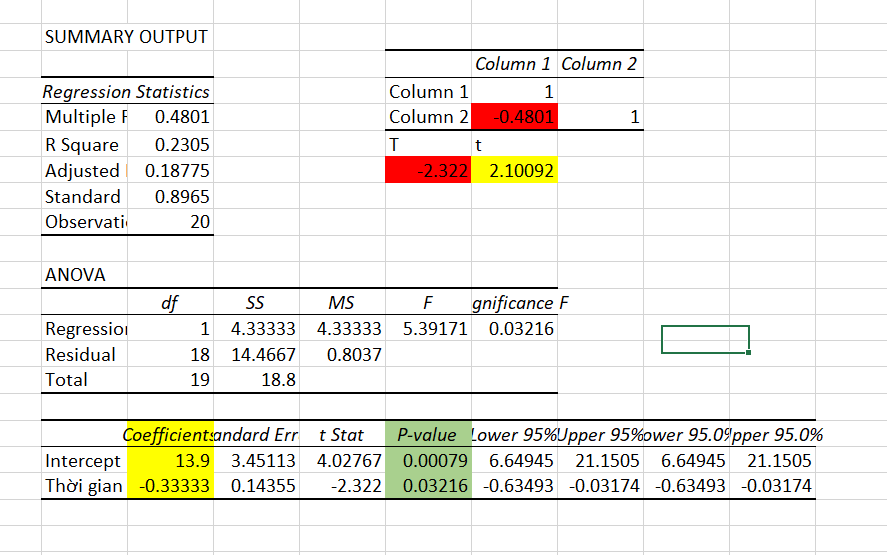 SUMMARY OUTPUT
Column 1 Column 2
Regression Statistics
Column 1 1
Multiple R 0.4801
Column 2 -0.4801 1
R Square 0.2305
T t
Adjusted 0.18775
-2.322 2.10092
Standard 0.8965
Observati 20
ANOVA
df SS MS F gnificance F
Regression 1 4.33333 4.33333 5.39171 0.03216
Residual 18 14.4667 0.8037
Total 19 18.8
Coefficients andard Err t Stat P-value Lower 95% Upper 95% ower 95.0% pper 95.0%
Intercept 13.9 3.45113 4.02767 0.00079 6.64945 21.1505 6.64945 21.1505
Thời gian -0.33333 0.14355 -2.322 0.03216 -0.63493 -0.03174 -0.63493 -0.03174